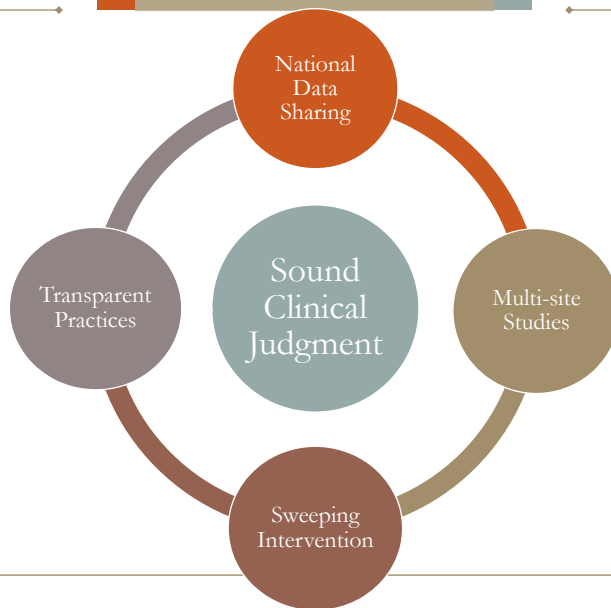 National
Data
Sharing
Transparent
Practices
Sound
Clinical
Judgment
Multi-site
Studies
Sweeping
Intervention